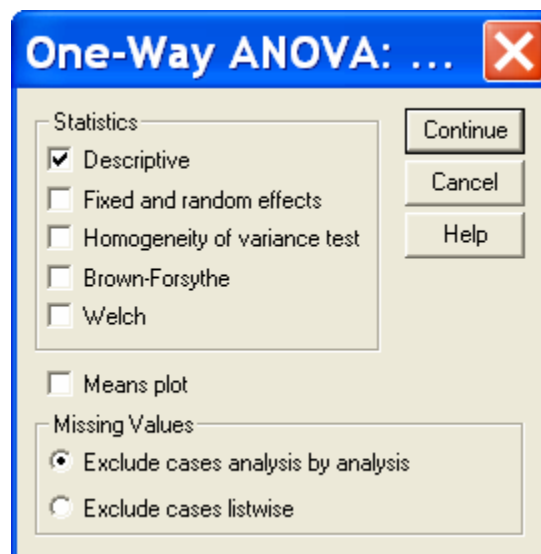 One-Way ANOVA: ...
Statistics
Descriptive
Fixed and random effects
Homogeneity of variance test
Brown-Forsythe
Welch
Continue
Cancel
Help
Means plot
Missing Values
Exclude cases analysis by analysis
Exclude cases listwise